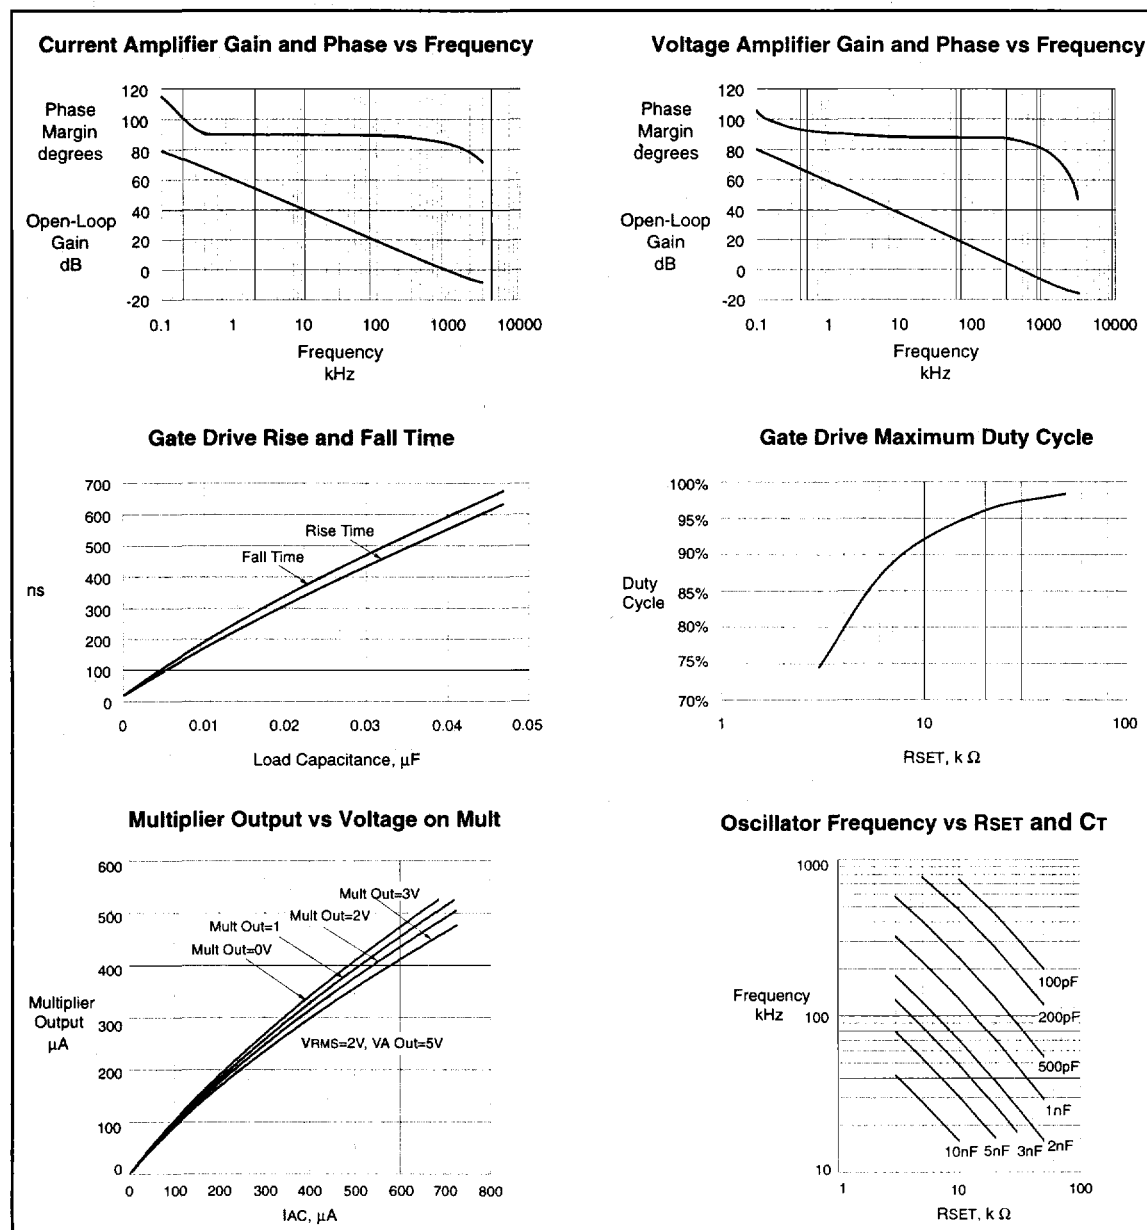 Current Amplifier Gain and Phase vs Frequency
120
Phase
100
Margin
degrees
80
60
40
Open-Loop
20
Gain
dB
0
-20
0.1
1
10
100
1000
10000
Frequency
kHz
Voltage Amplifier Gain and Phase vs Frequency
120
Phase
100
Margin
degrees
80
60
40
Open-Loop
20
Gain
dB
0
-20
0.1
1
10
100
1000
10000
Frequency
kHz
Gate Drive Rise and Fall Time
700
600
500
400
300
200
100
0
ns
Rise Time
Fall Time
0
0.01
0.02
0.03
0.04
0.05
Load Capacitance, µF
Gate Drive Maximum Duty Cycle
100%
95%
90%
85%
80%
75%
70%
Duty
Cycle
1
10
100
RSET, k Ω
Multiplier Output vs Voltage on Mult
600
500
400
300
200
100
0
Multiplier
Output
µA
Mult Out=3V
Mult Out=2V
Mult Out=1
Mult Out=0V
VRMS=2V, VA Out=5V
0
100
200
300
400
500
600
700
800
IAC, µA
Oscillator Frequency vs RSET and CT
1000
100
10
Frequency
kHz
100pF
200pF
500pF
1nF
10nF
5nF
3nF
2nF
1
10
100
RSET, k Ω